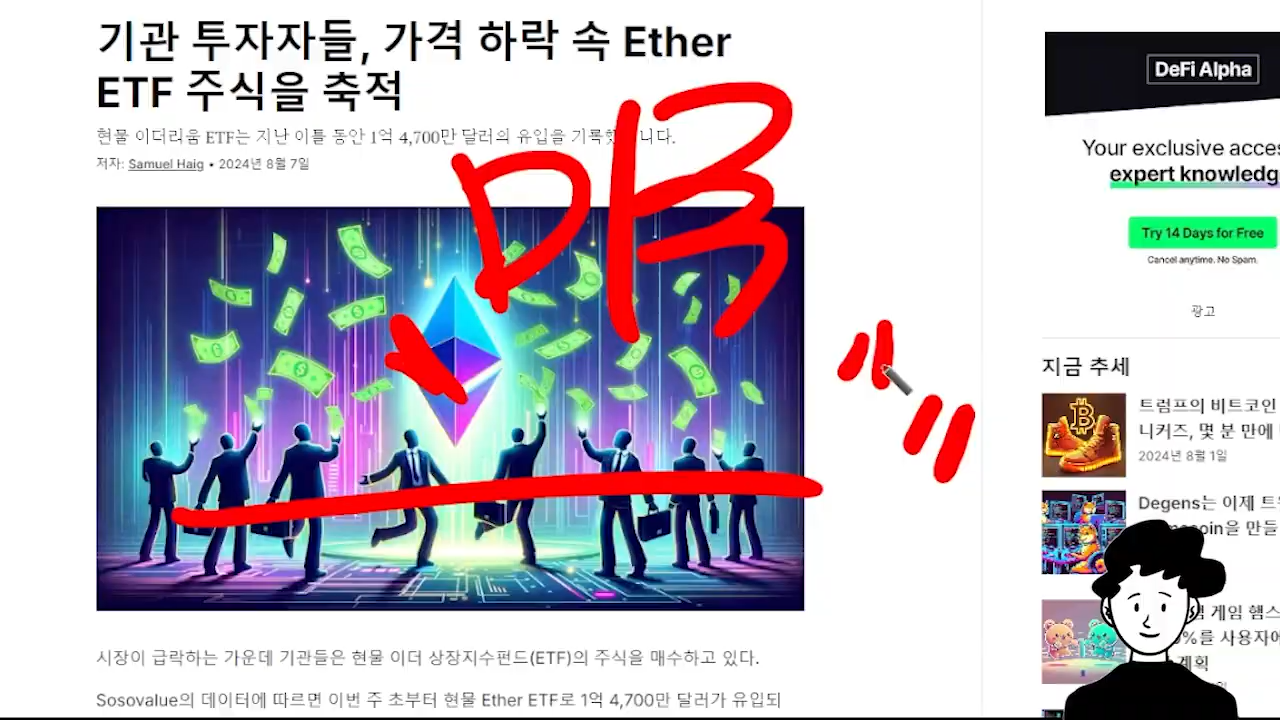 기관 투자자들, 가격 하락 속 Ether
ETF 주식을 축적
현물 이더리움 ETF는 지난 이틀 동안 1억 4,700만 달러의 유입을
저자: Samuel Haig • 2024년 8월 7일
DB
시장이 급락하는 가운데 기관들은 현물 이더 상장지수펀드(ETF)의 주식을 매수하고 있다.
Sosovalue의 데이터에 따르면 이번 주 초부터 현물 Ether ETF로 1억 4,700만 달러가 유입되
DeFi Alpha
Your exclusive acces
expert knowledg
Try 14 Days for Free
Cancel anytime. No Spam.
광고
지금 추세
트럼프의 비트코인
니커즈, 몇 분 만에
2024년 8월 1일
Degens는 이제
coin을 만들
게임 햄스
%를 사용자에
계획